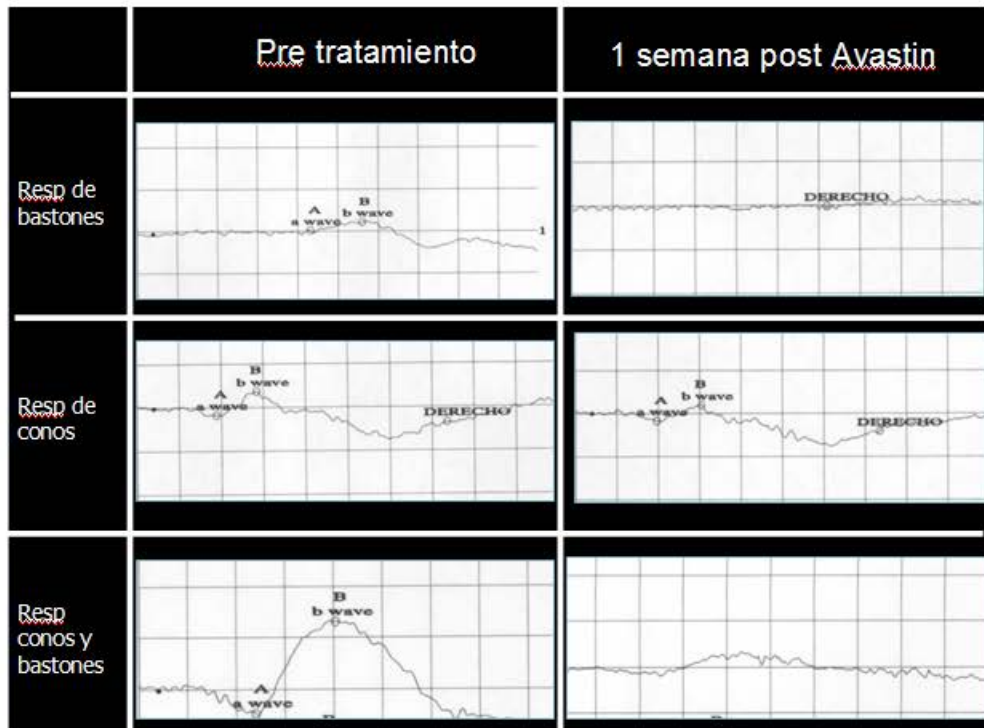 Pre tratamiento
1 semana post Avastin
Resp de
bastones
A
a wave
B
b wave
1
DERECHO
Resp de
conos
A
a wave
B
b wave
DERECHO
A
a wave
B
b wave
DERECHO
Resp
conos y
bastones
A
a wave
B
b wave